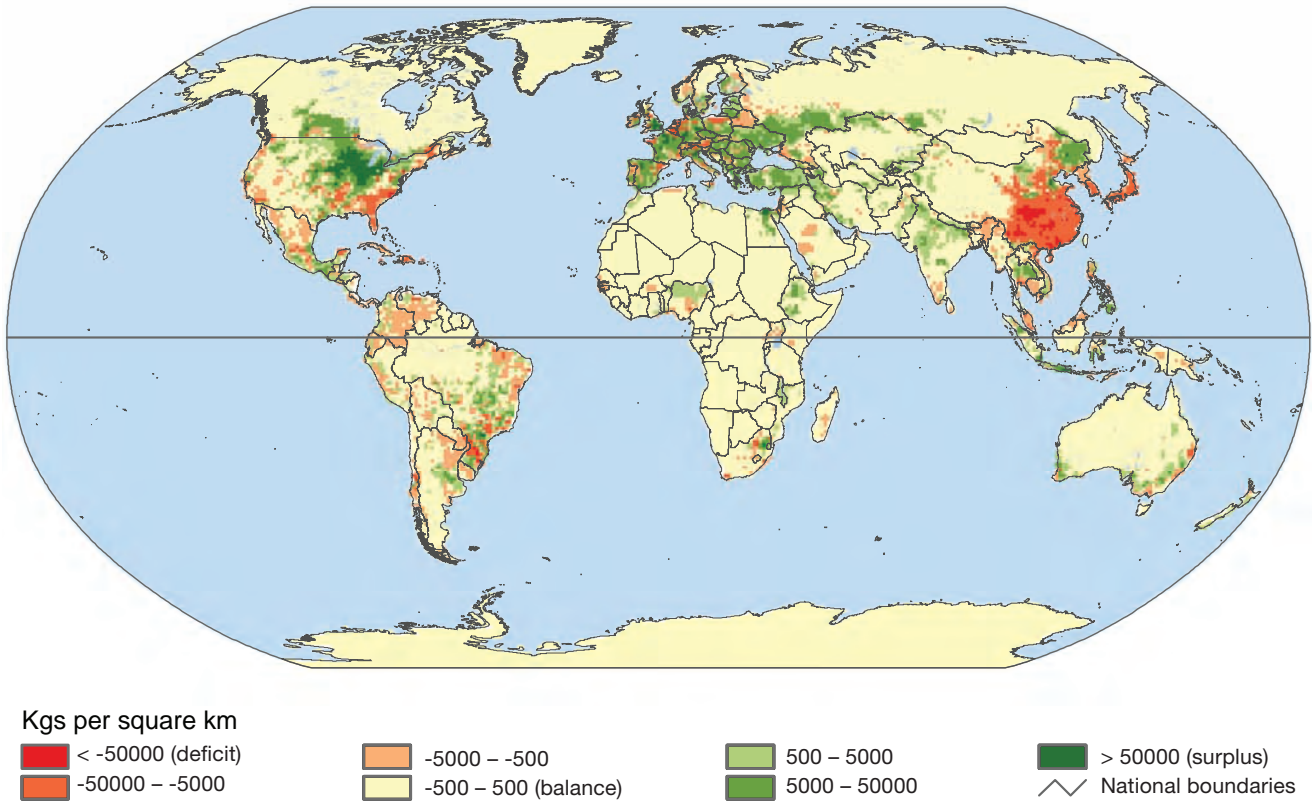 Kgs per square km
< -50000 (deficit)
-50000 – -5000
-5000 – -500
-500 – 500 (balance)
500 – 5000
5000 – 50000
> 50000 (surplus)
National boundaries